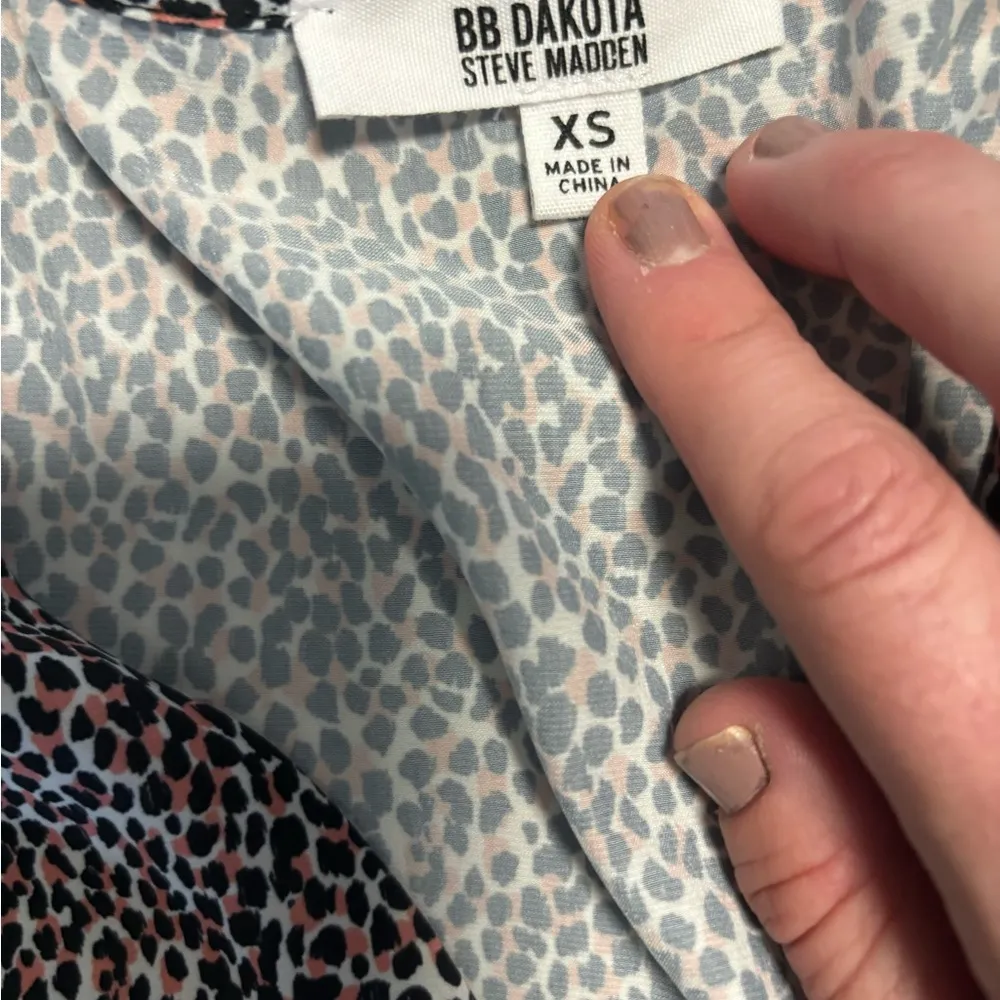 BB DAKOTA
STEVE MADDEN
XS
MADE IN
CHINA